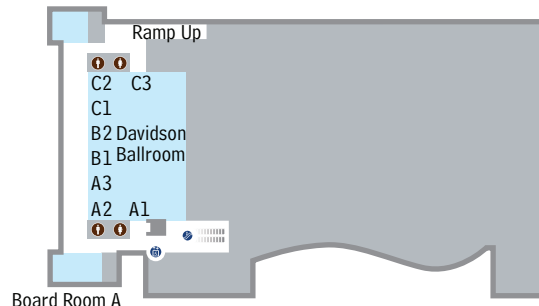 Ramp Up
C2 C3
C1
B2 Davidson
B1 Ballroom
A3
A2 A1
Board Room A